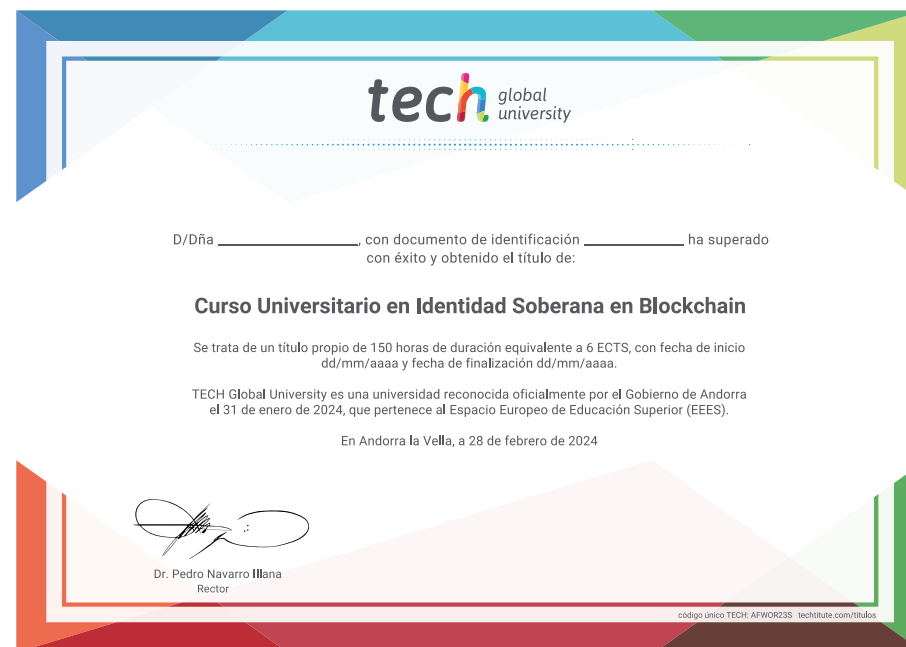 tech global
university
D/Dña ____________________, con documento de identificación ______________ ha superado
con éxito y obtenido el título de:
Curso Universitario en Identidad Soberana en Blockchain
Se trata de un título propio de 150 horas de duración equivalente a 6 ECTS, con fecha de inicio
dd/mm/aaaa y fecha de finalización dd/mm/aaaa.
TECH Global University es una universidad reconocida oficialmente por el Gobierno de Andorra
el 31 de enero de 2024, que pertenece al Espacio Europeo de Educación Superior (EEES).
En Andorra la Vella, a 28 de febrero de 2024
Dr. Pedro Navarro Illana
Rector
código único TECH: AFWOR23S techtitute.com/titulos